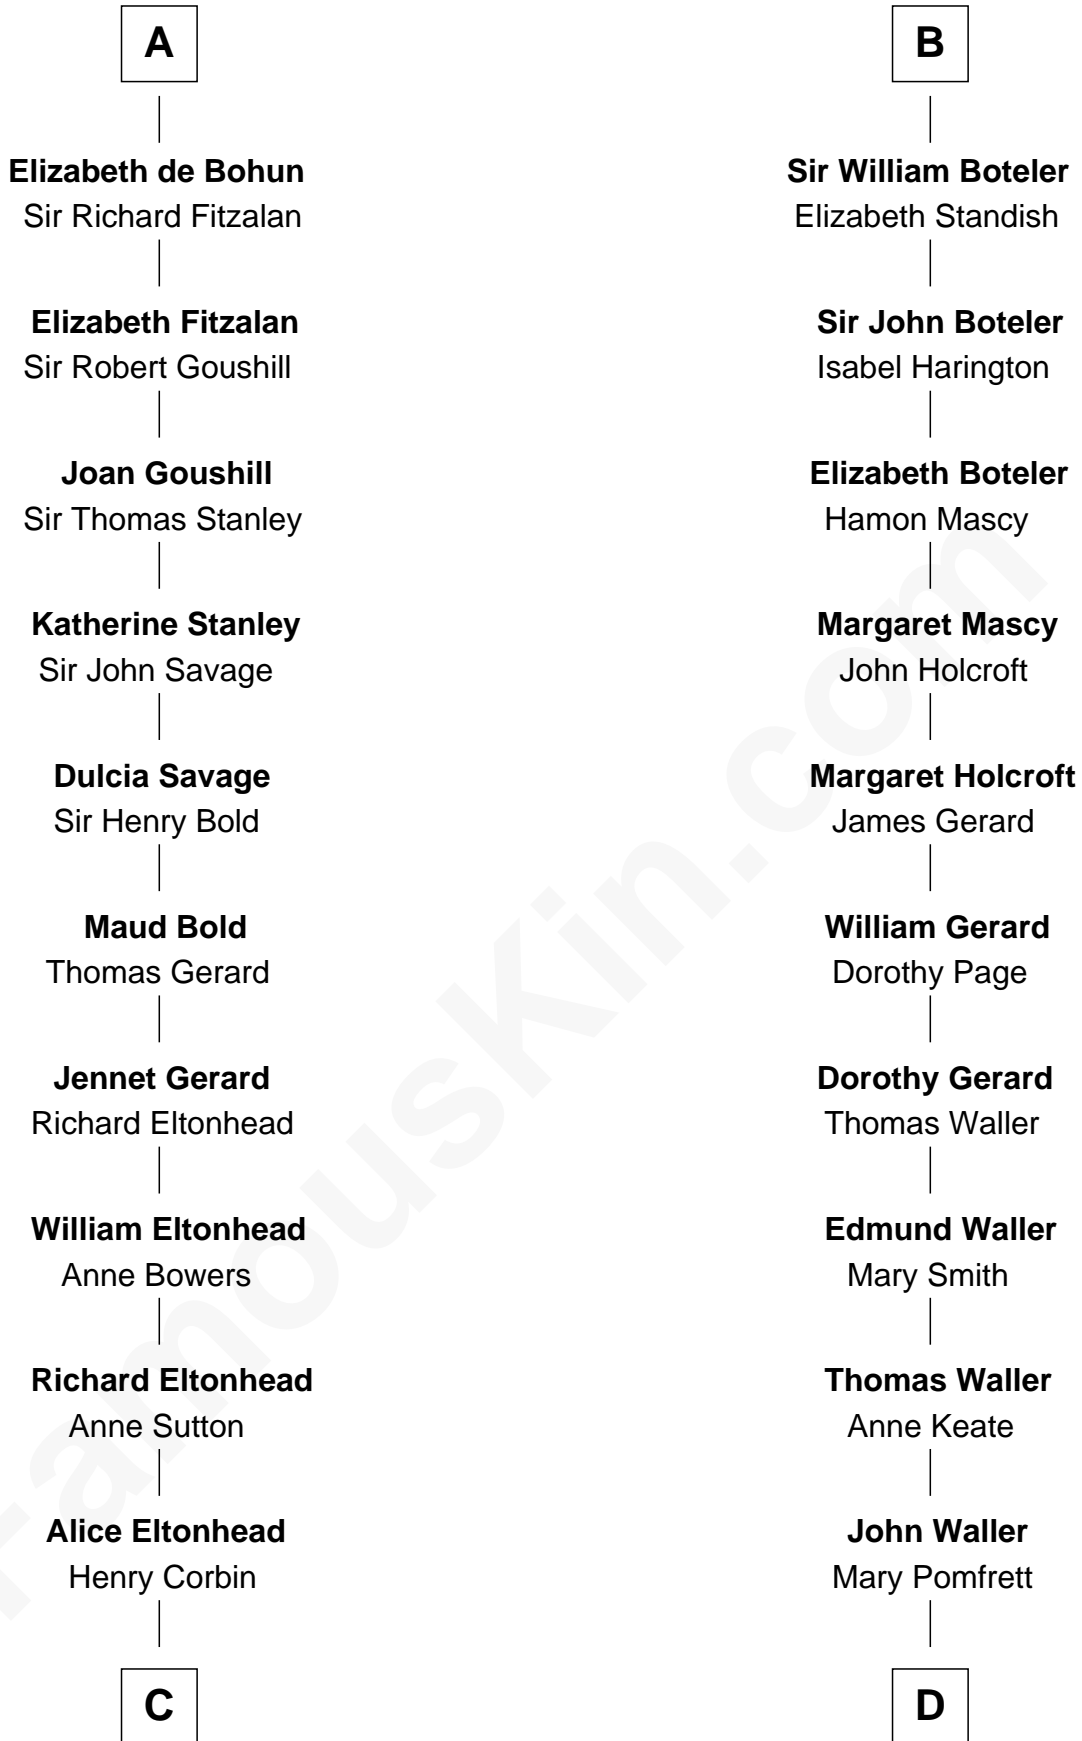 A
Elizabeth de Bohun
Sir Richard Fitzalan
Elizabeth Fitzalan
Sir Robert Goushill
Joan Goushill
Sir Thomas Stanley
Katherine Stanley
Sir John Savage
Dulcia Savage
Sir Henry Bold
Maud Bold
Thomas Gerard
Jennet Gerard
Richard Eltonhead
William Eltonhead
Anne Bowers
Richard Eltonhead
Anne Sutton
Alice Eltonhead
Henry Corbin
C
B
Sir William Boteler
Elizabeth Standish
Sir John Boteler
Isabel Harington
Elizabeth Boteler
Hamon Mascy
Margaret Mascy
John Holcroft
Margaret Holcroft
James Gerard
William Gerard
Dorothy Page
Dorothy Gerard
Thomas Waller
Edmund Waller
Mary Smith
Thomas Waller
Anne Keate
John Waller
Mary Pomfrett
D
FamousKin.com